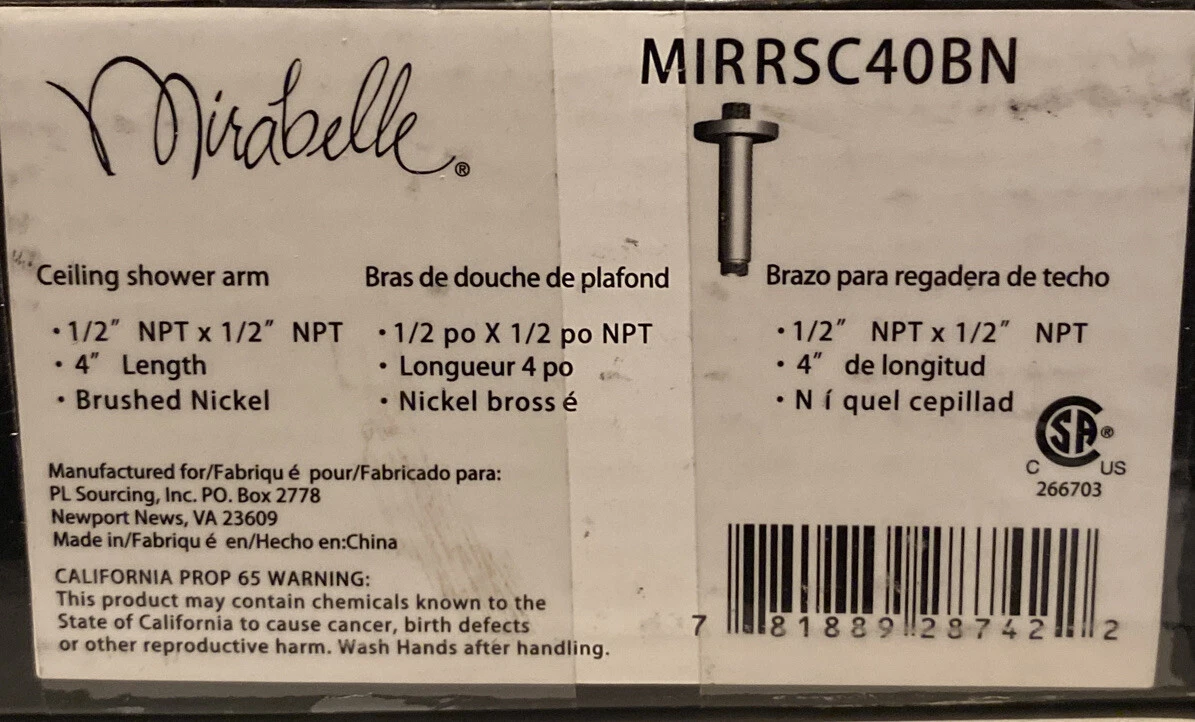 Mirabelle®
MIRRSC40BN
Ceiling shower arm
• 1/2" NPT x 1/2" NPT
• 4" Length
• Brushed Nickel
Bras de douche de plafond
• 1/2 po X 1/2 po NPT
• Longueur 4 po
• Nickel bross é
Brazo para regadera de techo
• 1/2" NPT x 1/2" NPT
• 4" de longitud
• N í quel cepillad
SA®
C US
266703
Manufactured for/Fabriqu é pour/Fabricado para:
PL Sourcing, Inc. PO. Box 2778
Newport News, VA 23609
Made in/Fabriqu é en/Hecho en:China
CALIFORNIA PROP 65 WARNING:
This product may contain chemicals known to the
State of California to cause cancer, birth defects
or other reproductive harm. Wash Hands after handling.
7 81889 28742 2